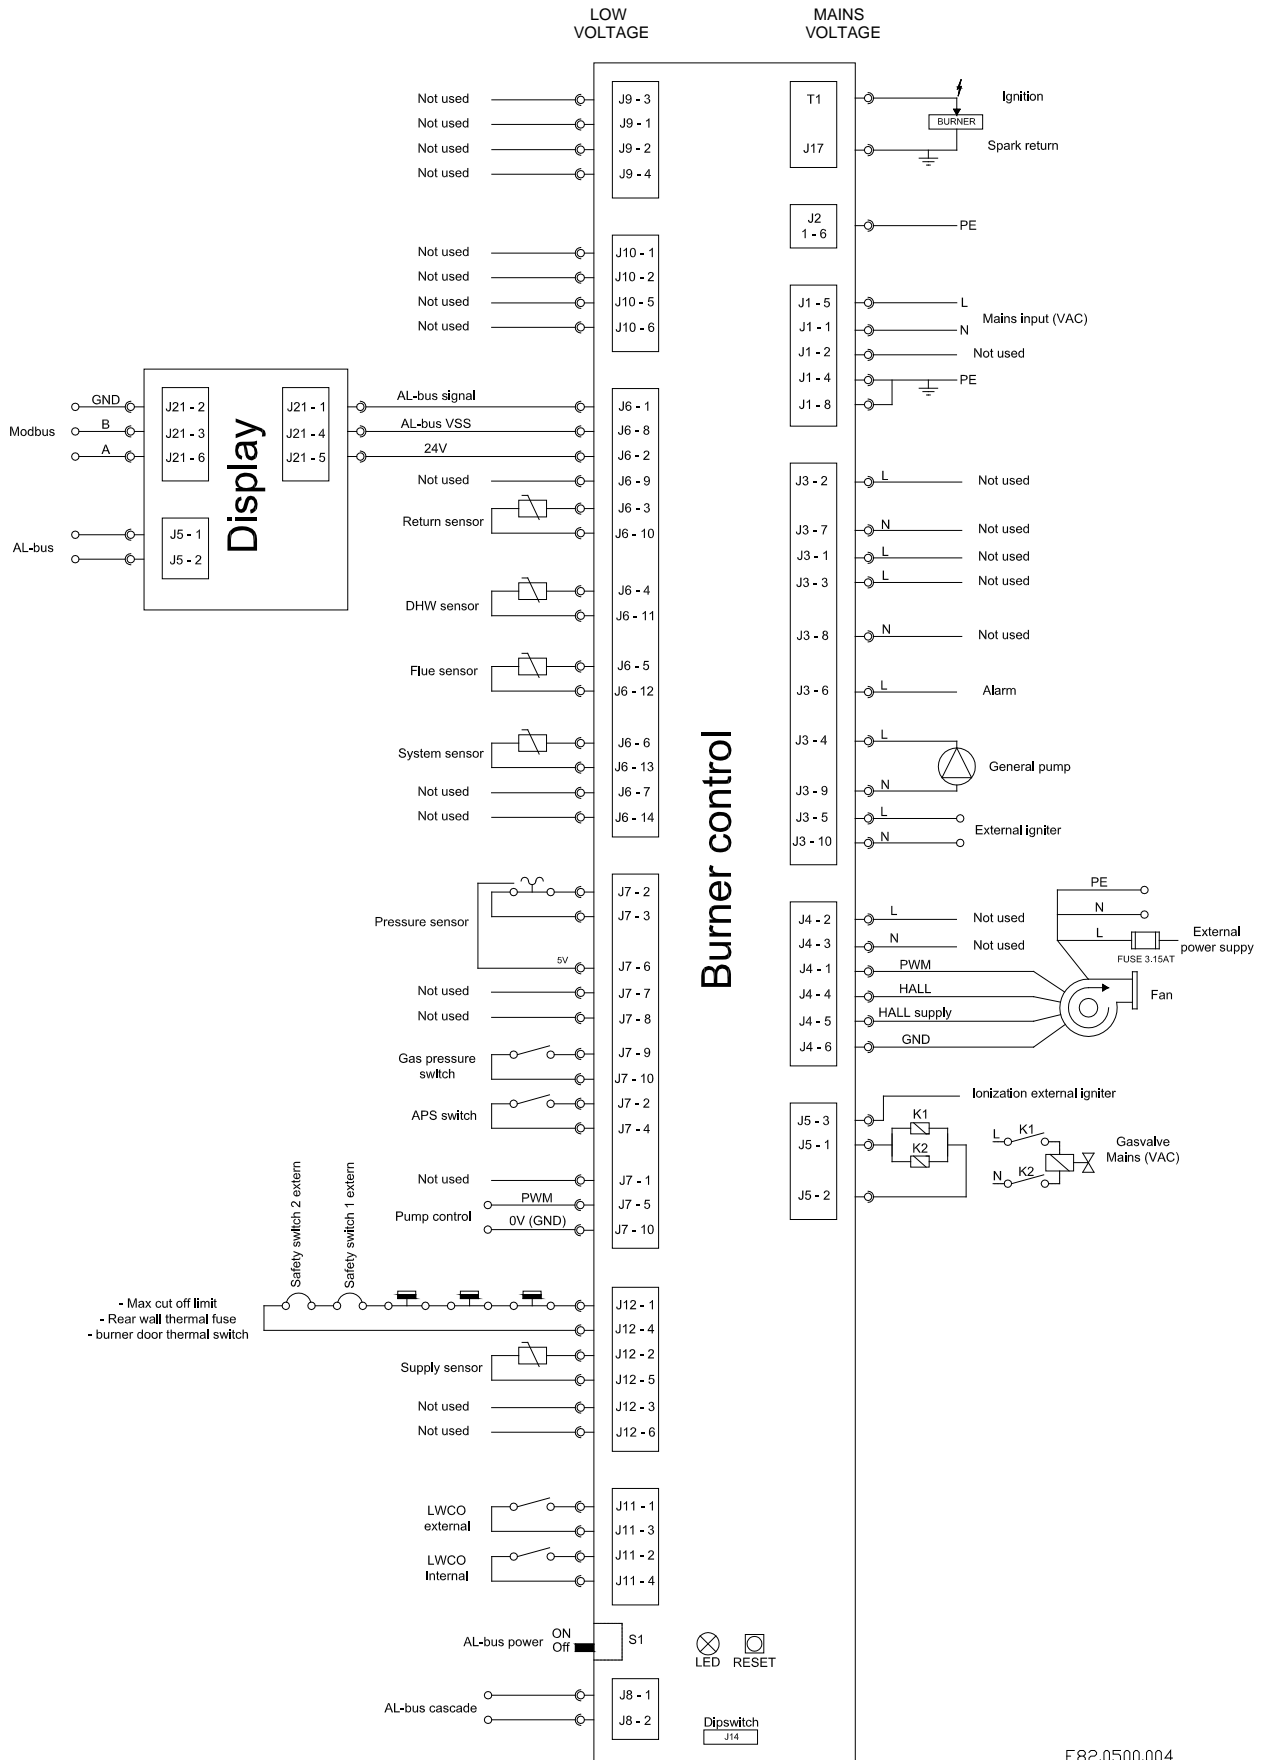 LOW
VOLTAGE
MAINS
VOLTAGE
Not used
J9 - 3
Not used
J9 - 1
Not used
J9 - 2
Not used
J9 - 4
Not used
J10 - 1
Not used
J10 - 2
Not used
J10 - 5
Not used
J10 - 6
Modbus
GND
B
A
J21 - 2
J21 - 3
J21 - 6
AL-bus
J5 - 1
J5 - 2
Display
J21 - 1
J21 - 4
J21 - 5
AL-bus signal
J6 - 1
AL-bus VSS
J6 - 8
24V
J6 - 2
Not used
J6 - 9
Return sensor
J6 - 3
J6 - 10
DHW sensor
J6 - 4
J6 - 11
Flue sensor
J6 - 5
J6 - 12
System sensor
J6 - 6
J6 - 13
Not used
J6 - 7
Not used
J6 - 14
Pressure sensor
J7 - 2
J7 - 3
5V
J7 - 6
Not used
J7 - 7
Not used
J7 - 8
Gas pressure
switch
J7 - 9
J7 - 10
APS switch
J7 - 2
J7 - 4
Not used
J7 - 1
Pump control
PWM
J7 - 5
0V (GND)
J7 - 10
Safety switch 2 extern
Safety switch 1 extern
- Max cut off limit
- Rear wall thermal fuse
- burner door thermal switch
J12 - 1
J12 - 4
Supply sensor
J12 - 2
J12 - 5
Not used
J12 - 3
Not used
J12 - 6
LWCO
external
J11 - 1
J11 - 3
LWCO
Internal
J11 - 2
J11 - 4
AL-bus power
ON
Off
S1
AL-bus cascade
J8 - 1
J8 - 2
Burner control
LED
RESET
Dipswitch
J14
T1
Ignition
BURNER
J17
Spark return
J2
1 - 6
PE
J1 - 5
L
J1 - 1
N
Mains input (VAC)
J1 - 2
Not used
J1 - 4
PE
J1 - 8
J3 - 2
L
Not used
J3 - 7
N
Not used
J3 - 1
L
Not used
J3 - 3
L
Not used
J3 - 8
N
Not used
J3 - 6
L
Alarm
J3 - 4
L
General pump
J3 - 9
N
J3 - 5
L
External igniter
J3 - 10
N
J4 - 2
L
Not used
J4 - 3
N
Not used
J4 - 1
PWM
J4 - 4
HALL
J4 - 5
HALL supply
J4 - 6
GND
PE
N
L
FUSE 3.15AT
External
power suppy
Fan
Ionization external igniter
J5 - 3
J5 - 1
K1
K2
J5 - 2
L
K1
N
K2
Gasvalve
Mains (VAC)
E82.0500.004